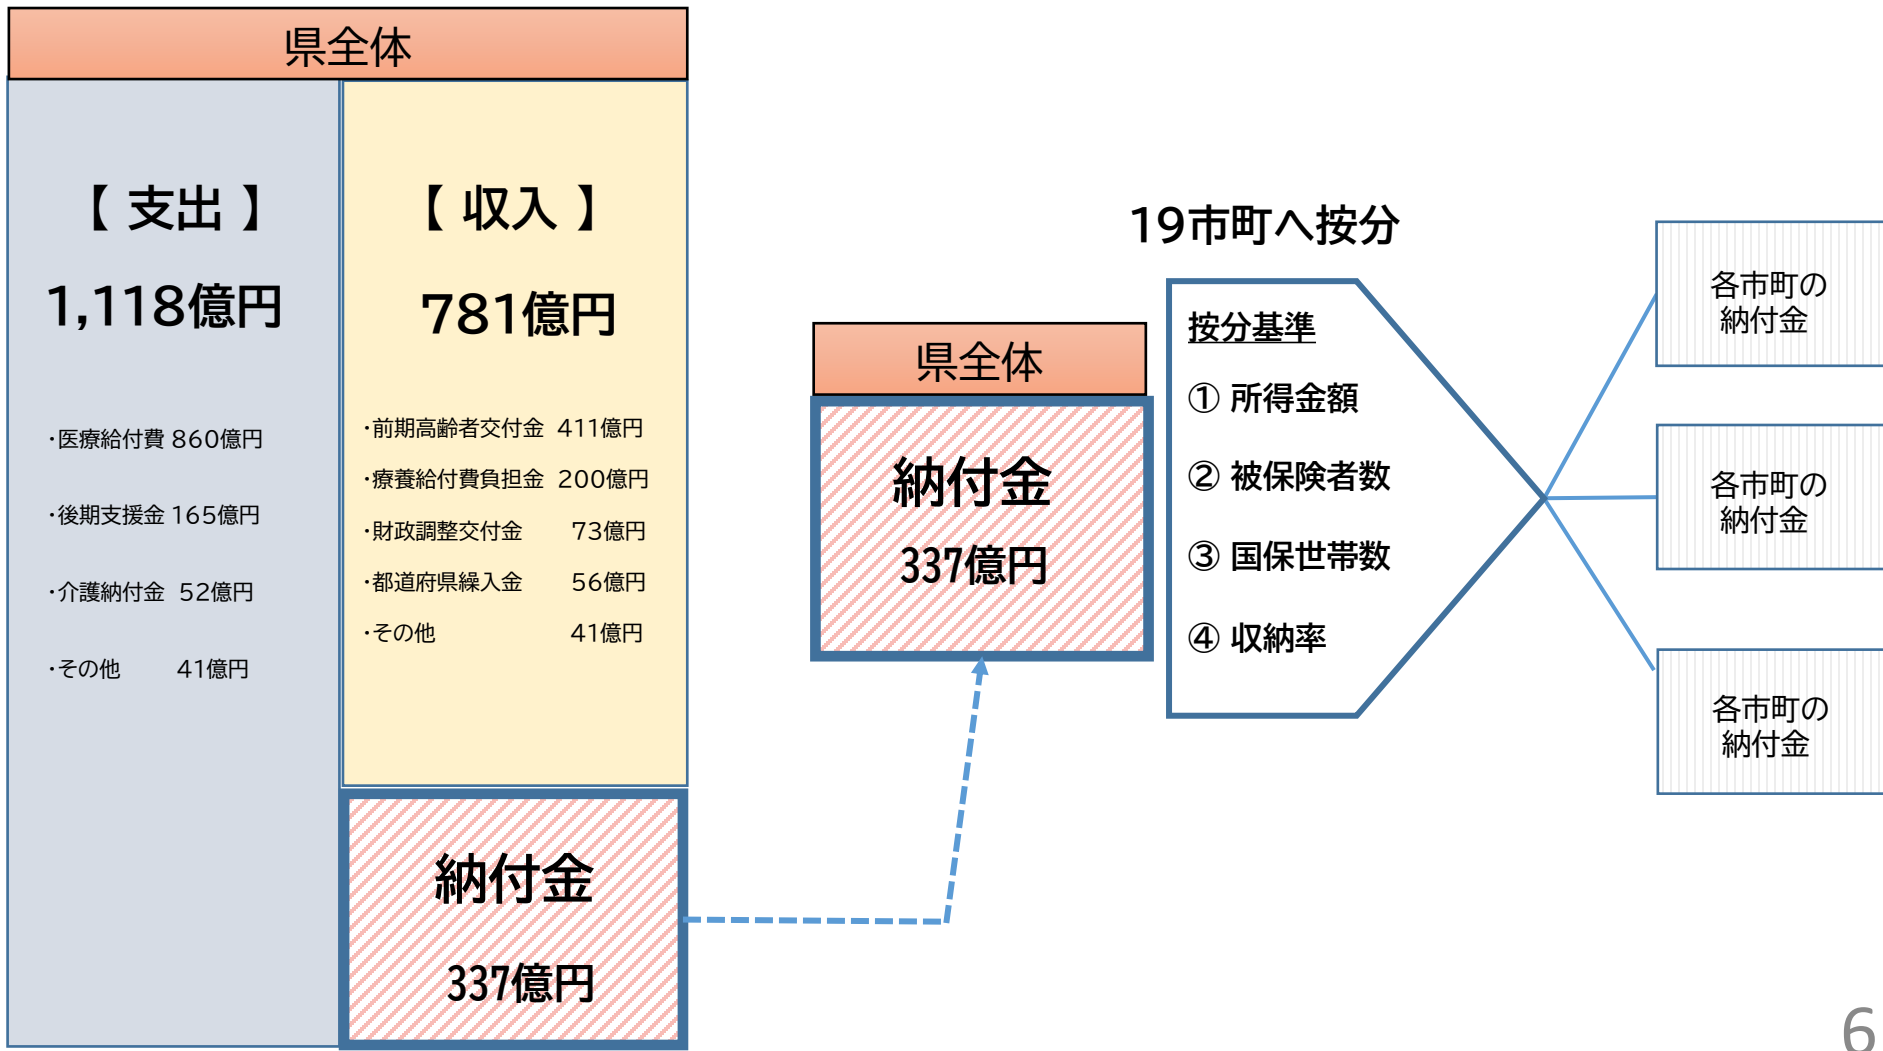 県全体
【 支出 】
1,118億円
・医療給付費 860億円
・後期支援金 165億円
・介護納付金 52億円
・その他 41億円
【 収入 】
781億円
・前期高齢者交付金 411億円
・療養給付費負担金 200億円
・財政調整交付金 73億円
・都道府県繰入金 56億円
・その他 41億円
納付金
337億円
県全体
納付金
337億円
19市町へ按分
按分基準
① 所得金額
② 被保険者数
③ 国保世帯数
④ 収納率
各市町の
納付金
各市町の
納付金
各市町の
納付金
6